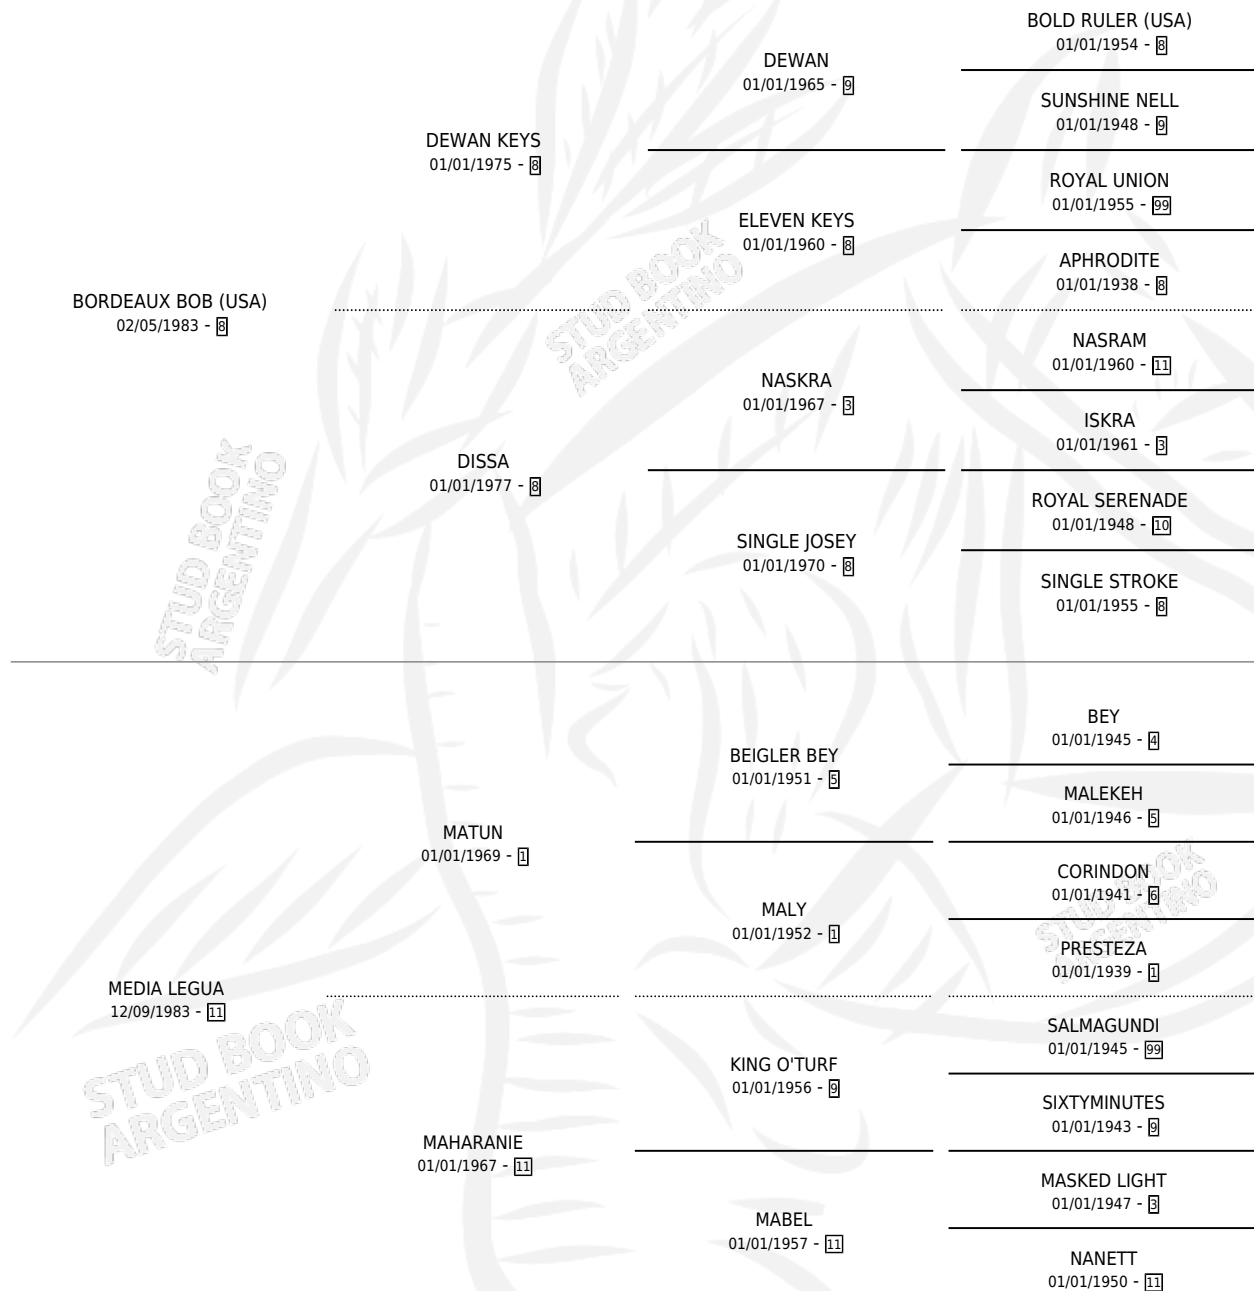 BOLD RULER (USA)
01/01/1954 - 8
DEWAN
01/01/1965 - 9
SUNSHINE NELL
01/01/1948 - 9
DEWAN KEYS
01/01/1975 - 8
ROYAL UNION
01/01/1955 - 99
ELEVEN KEYS
01/01/1960 - 8
APHRODITE
01/01/1938 - 8
BORDEAUX BOB (USA)
02/05/1983 - 8
NASRAM
01/01/1960 - 11
NASKRA
01/01/1967 - 3
ISKRA
01/01/1961 - 3
DISSA
01/01/1977 - 8
ROYAL SERENADE
01/01/1948 - 10
SINGLE JOSEY
01/01/1970 - 8
SINGLE STROKE
01/01/1955 - 8
STUD BOOK
ARGENTINO
STUD BOOK
ARGENTINO
BEY
01/01/1945 - 4
BEIGLER BEY
01/01/1951 - 5
MALEKEH
01/01/1946 - 5
MATUN
01/01/1969 - 1
CORINDON
01/01/1941 - 6
MALY
01/01/1952 - 1
PRESTEZA
01/01/1939 - 1
MEDIA LEGUA
12/09/1983 - 11
SALMAGUNDI
01/01/1945 - 99
KING O'TURF
01/01/1956 - 9
SIXTYMINUTES
01/01/1943 - 9
MAHARANIE
01/01/1967 - 11
MASKED LIGHT
01/01/1947 - 3
MABEL
01/01/1957 - 11
NANETT
01/01/1950 - 11
STUD BOOK
ARGENTINO
STUD BOOK
ARGENTINO